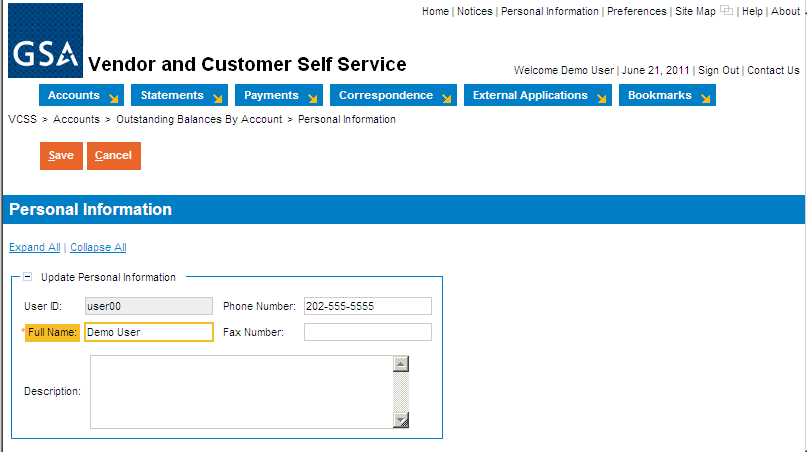 Home | Notices | Personal Information | Preferences | Site Map | Help | About
GSA
Vendor and Customer Self Service
Welcome Demo User | June 21, 2011 | Sign Out | Contact Us
Accounts Statements Payments Correspondence External Applications Bookmarks
VCSS > Accounts > Outstanding Balances By Account > Personal Information
Save Cancel
Personal Information
Expand All | Collapse All
Update Personal Information
User ID: user00 Phone Number: 202-555-5555
*Full Name: Demo User Fax Number:
Description: